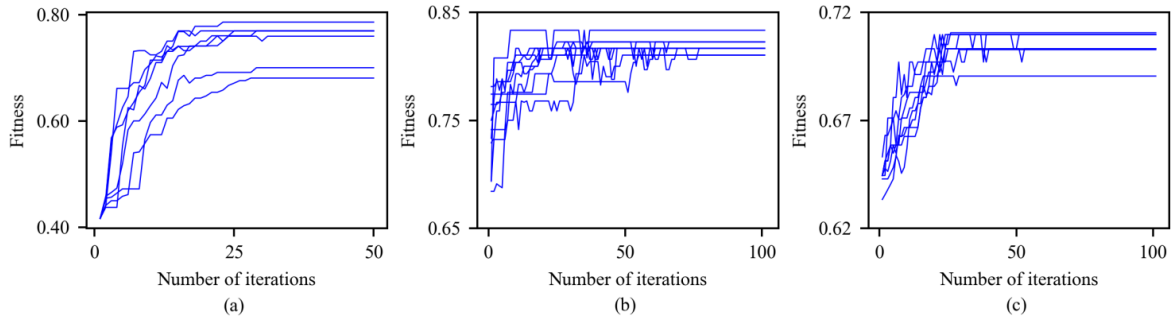 0.80
0.60
0.40
Fitness
0
25
50
Number of iterations
(a)
0.85
0.75
0.65
Fitness
0
50
100
Number of iterations
(b)
0.72
0.67
0.62
Fitness
0
50
100
Number of iterations
(c)